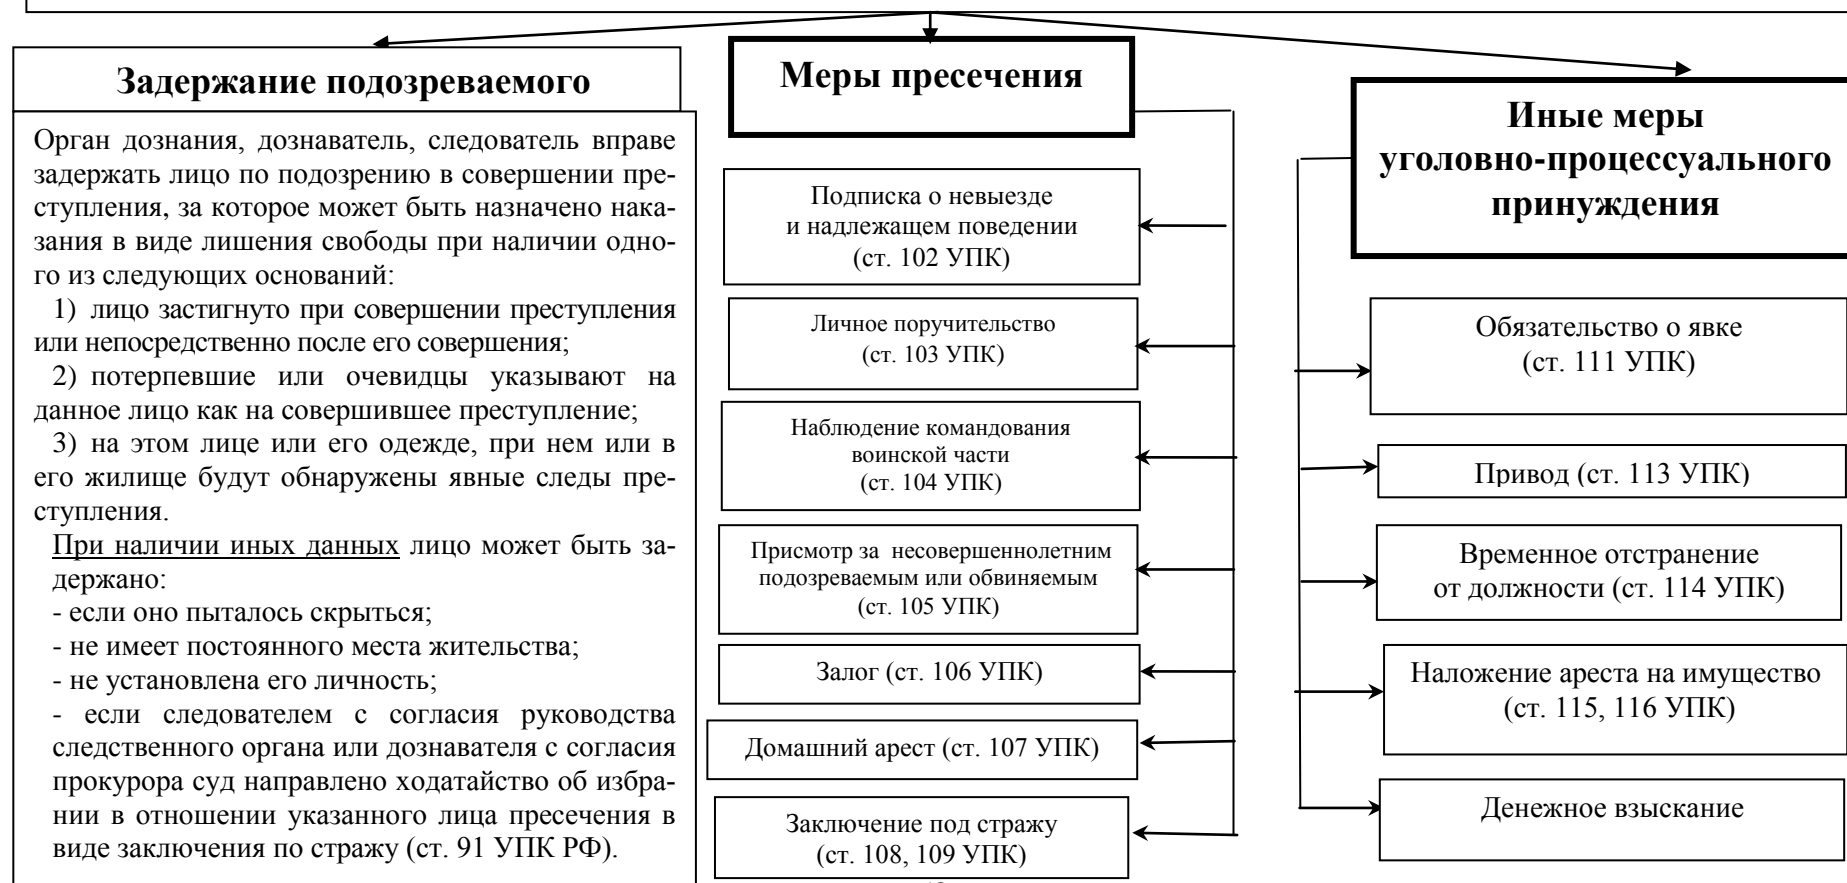 Задержание подозреваемого
Орган дознания, дознаватель, следователь вправе
задержать лицо по подозрению в совершении пре-
ступления, за которое может быть назначено нака-
зания в виде лишения свободы при наличии одно-
го из следующих оснований:
1) лицо застигнуто при совершении преступления
или непосредственно после его совершения;
2) потерпевшие или очевидцы указывают на
данное лицо как на совершившее преступление;
3) на этом лице или его одежде, при нем или в
его жилище будут обнаружены явные следы пре-
ступления.
При наличии иных данных лицо может быть за-
держано:
- если оно пыталось скрыться;
- не имеет постоянного места жительства;
- не установлена его личность;
- если следователем с согласия руководства
следственного органа или дознавателя с согласия
прокурора суд направлено ходатайство об избра-
нии в отношении указанного лица пресечения в
виде заключения по стражу (ст. 91 УПК РФ).
Меры пресечения
Подписка о невыезде
и надлежащем поведении
(ст. 102 УПК)
Личное поручительство
(ст. 103 УПК)
Наблюдение командования
воинской части
(ст. 104 УПК)
Присмотр за несовершеннолетним
подозреваемым или обвиняемым
(ст. 105 УПК)
Залог (ст. 106 УПК)
Домашний арест (ст. 107 УПК)
Заключение под стражу
(ст. 108, 109 УПК)
Иные меры
уголовно-процессуального
принуждения
Обязательство о явке
(ст. 111 УПК)
Привод (ст. 113 УПК)
Временное отстранение
от должности (ст. 114 УПК)
Наложение ареста на имущество
(ст. 115, 116 УПК)
Денежное взыскание